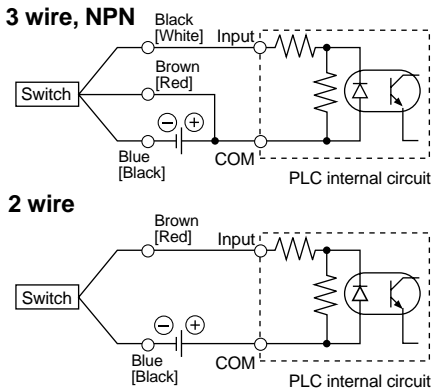 3 wire, NPN
Black
[White]
Input
Brown
[Red]
Switch
⊖ ⊕
Blue
[Black]
COM
PLC internal circuit
2 wire
Brown
[Red]
Input
Switch
⊖ ⊕
Blue
[Black]
COM
PLC internal circuit